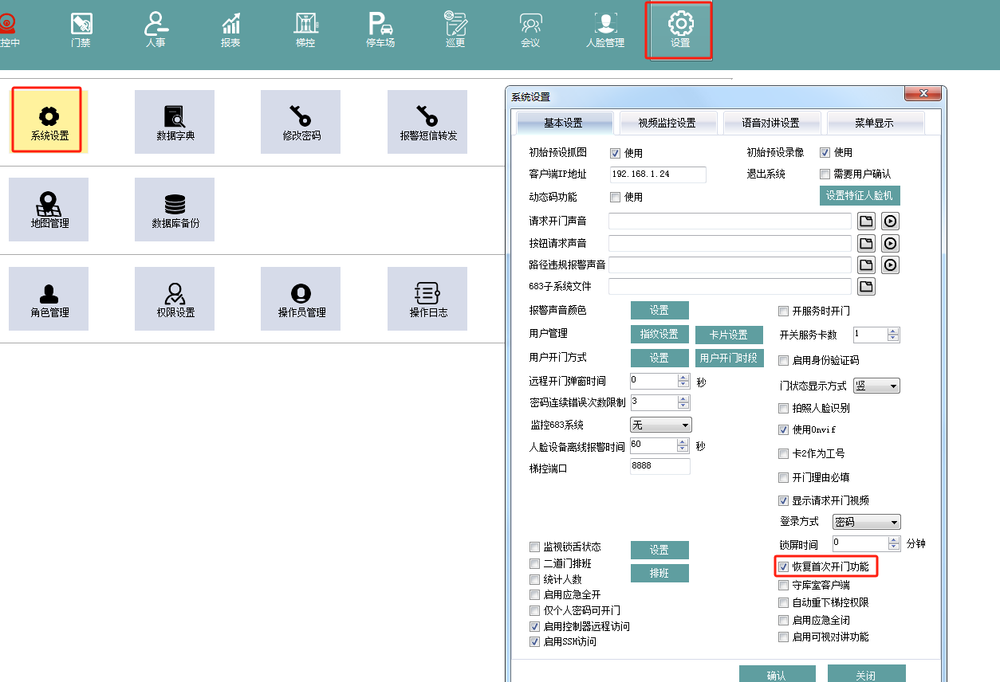 控中 门禁 人事 报表 梯控 停车场 巡更 会议 人脸管理 设置
系统设置 数据字典 修改密码 报警短信转发
地图管理 数据库备份
角色管理 权限设置 操作员管理 操作日志
系统设置
基本设置 视频监控设置 语音对讲设置 菜单显示
初始预设抓图 使用 初始预设录像 使用
客户端IP地址 192.168.1.24 退出系统 需要用户确认
动态码功能 使用 设置特征人脸机
请求开门声音
按钮请求声音
路径违规报警声音
683子系统文件
报警声音颜色 设置 开服务时开门
用户管理 指纹设置 卡片设置 开关服务卡数 1
用户开门方式 设置 用户开门时段 启用身份验证码
远程开门弹窗时间 0 秒 门状态显示方式 竖
密码连续错误次数限制 3 拍照人脸识别
监控683系统 无 使用Onvif
人脸设备离线报警时间 60 秒 卡2作为工号
梯控端口 8888 开门理由必填
显示请求开门视频
登录方式 密码
监视锁舌状态 设置 锁屏时间 0 分钟
二道门排班 排班 恢复首次开门功能
统计人数 守库室客户端
启用应急全开 自动重下梯控权限
仅个人密码可开门 启用应急全闭
启用控制器远程访问 启用可视对讲功能
启用SSH访问
确认 关闭